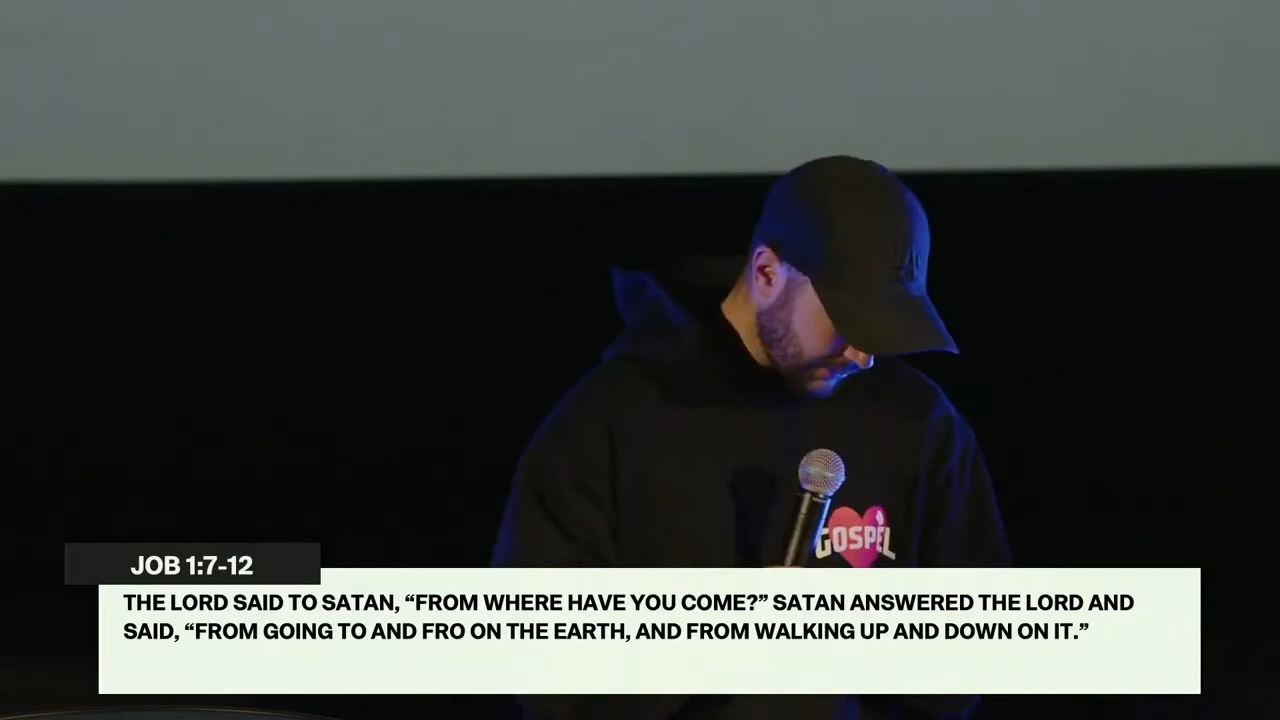 GOSPEL
JOB 1:7-12
THE LORD SAID TO SATAN, “FROM WHERE HAVE YOU COME?” SATAN ANSWERED THE LORD AND
SAID, “FROM GOING TO AND FRO ON THE EARTH, AND FROM WALKING UP AND DOWN ON IT.”